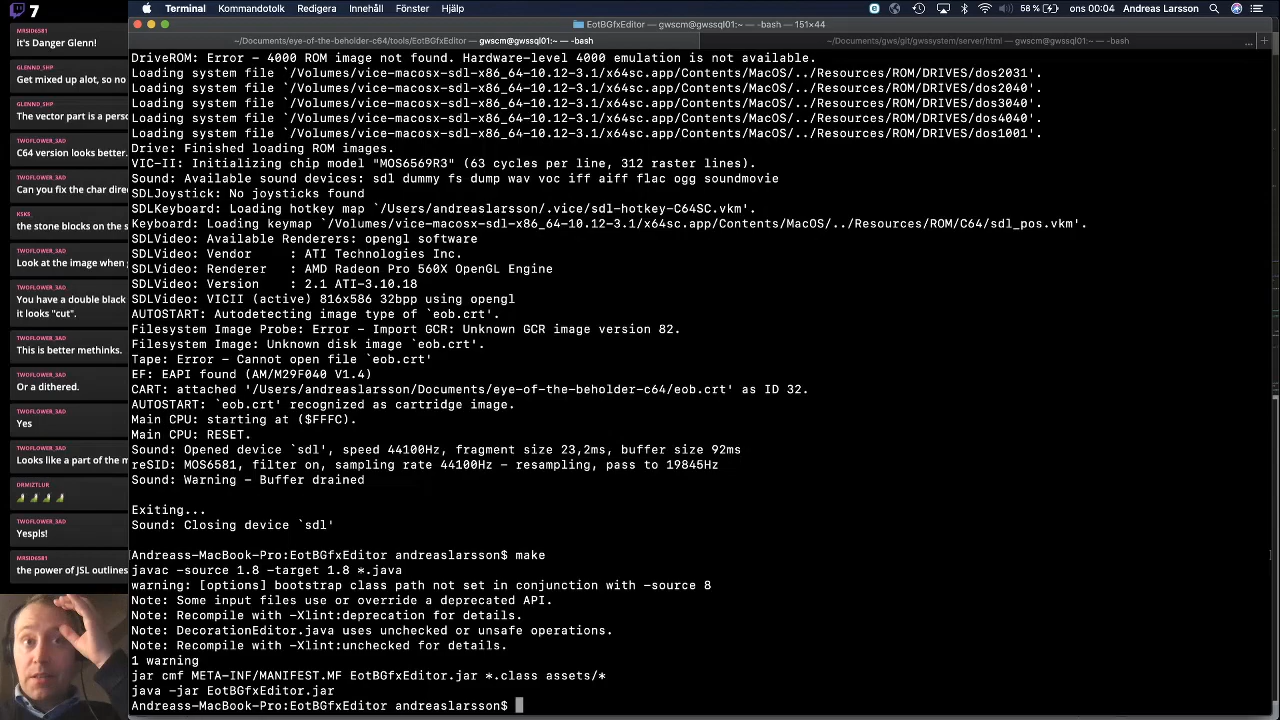 7
Terminal Kommandotolk Redigera Innehåll Fönster Hjälp
58 % ons 00:04 Andreas Larsson
EotBGfxEditor — gwscm@gwssql01:~ — -bash — 151×44
~/Documents/eye-of-the-beholder-c64/tools/EotBGfxEditor — gwscm@gwssql01:~ — -bash
~/Documents/gws/git/gwssystem/server/html — gwscm@gwssql01:~ — -bash
...
+
MRSID6581
it's Danger Glenn!
GLENND_SHP
Get mixed up alot, so no
GLENND_SHP
The vector part is a perso
TWOFLOWER_3AD
C64 version looks better.
TWOFLOWER_3AD
Can you fix the char direc
KSKS_
the stone blocks on the s
TWOFLOWER_3AD
Look at the image when
TWOFLOWER_3AD
You have a double black
it looks "cut".
TWOFLOWER_3AD
This is better methinks.
TWOFLOWER_3AD
Or a dithered.
TWOFLOWER_3AD
Yes
TWOFLOWER_3AD
Looks like a part of the m
DRMIZTLUR
TWOFLOWER_3AD
Yespls!
MRSID6581
the power of JSL outlines
DriveROM: Error - 4000 ROM image not found. Hardware-level 4000 emulation is not available.
Loading system file `/Volumes/vice-macosx-sdl-x86_64-10.12-3.1/x64sc.app/Contents/MacOS/../Resources/ROM/DRIVES/dos2031'.
Loading system file `/Volumes/vice-macosx-sdl-x86_64-10.12-3.1/x64sc.app/Contents/MacOS/../Resources/ROM/DRIVES/dos2040'.
Loading system file `/Volumes/vice-macosx-sdl-x86_64-10.12-3.1/x64sc.app/Contents/MacOS/../Resources/ROM/DRIVES/dos3040'.
Loading system file `/Volumes/vice-macosx-sdl-x86_64-10.12-3.1/x64sc.app/Contents/MacOS/../Resources/ROM/DRIVES/dos4040'.
Loading system file `/Volumes/vice-macosx-sdl-x86_64-10.12-3.1/x64sc.app/Contents/MacOS/../Resources/ROM/DRIVES/dos1001'.
Drive: Finished loading ROM images.
VIC-II: Initializing chip model "MOS6569R3" (63 cycles per line, 312 raster lines).
Sound: Available sound devices: sdl dummy fs dump wav voc iff aiff flac ogg soundmovie
SDLJoystick: No joysticks found
SDLKeyboard: Loading hotkey map `/Users/andreaslarsson/.vice/sdl-hotkey-C64SC.vkm'.
Keyboard: Loading keymap `/Volumes/vice-macosx-sdl-x86_64-10.12-3.1/x64sc.app/Contents/MacOS/../Resources/ROM/C64/sdl_pos.vkm'.
SDLVideo: Available Renderers: opengl software
SDLVideo: Vendor   : ATI Technologies Inc.
SDLVideo: Renderer  : AMD Radeon Pro 560X OpenGL Engine
SDLVideo: Version  : 2.1 ATI-3.10.18
SDLVideo: VICII (active) 816x586 32bpp using opengl
AUTOSTART: Autodetecting image type of `eob.crt'.
Filesystem Image Probe: Error - Import GCR: Unknown GCR image version 82.
Filesystem Image: Unknown disk image `eob.crt'.
Tape: Error - Cannot open file `eob.crt'
EF: EAPI found (AM/M29F040 V1.4)
CART: attached '/Users/andreaslarsson/Documents/eye-of-the-beholder-c64/eob.crt' as ID 32.
AUTOSTART: `eob.crt' recognized as cartridge image.
Main CPU: starting at ($FFFC).
Main CPU: RESET.
Sound: Opened device `sdl', speed 44100Hz, fragment size 23,2ms, buffer size 92ms
reSID: MOS6581, filter on, sampling rate 44100Hz - resampling, pass to 19845Hz
Sound: Warning - Buffer drained
Exiting...
Sound: Closing device `sdl'
Andreass-MacBook-Pro:EotBGfxEditor andreaslarsson$ make
javac -source 1.8 -target 1.8 *.java
warning: [options] bootstrap class path not set in conjunction with -source 8
Note: Some input files use or override a deprecated API.
Note: Recompile with -Xlint:deprecation for details.
Note: DecorationEditor.java uses unchecked or unsafe operations.
Note: Recompile with -Xlint:unchecked for details.
1 warning
jar cmf META-INF/MANIFEST.MF EotBGfxEditor.jar *.class assets/*
java -jar EotBGfxEditor.jar
Andreass-MacBook-Pro:EotBGfxEditor andreaslarsson$